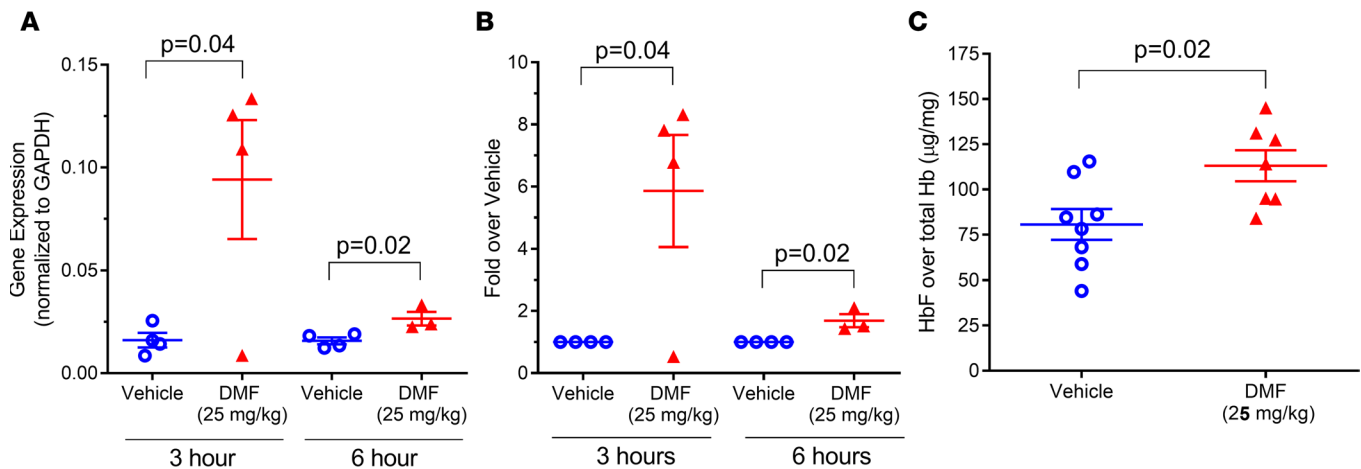 A
p=0.04
p=0.02
0.15
0.10
0.05
0.00
Gene Expression
(normalized to GAPDH)
Vehicle
DMF
(25 mg/kg)
Vehicle
DMF
(25 mg/kg)
3 hour
6 hour
B
p=0.04
p=0.02
10
8
6
4
2
0
Fold over Vehicle
Vehicle
DMF
(25 mg/kg)
Vehicle
DMF
(25 mg/kg)
3 hours
6 hours
C
p=0.02
175
150
125
100
75
50
25
0
HbF over total Hb (µg/mg)
Vehicle
DMF
(25 mg/kg)